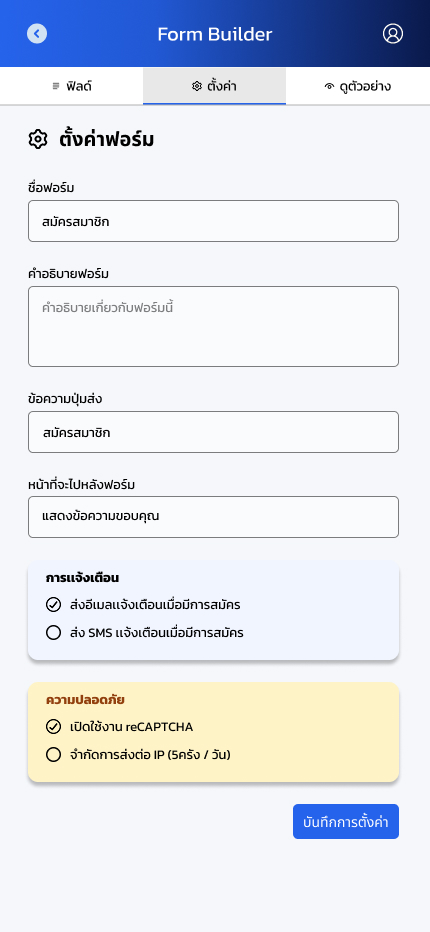 Form Builder
ฟิลด์
ตั้งค่า
ดูตัวอย่าง
ตั้งค่าฟอร์ม
ชื่อฟอร์ม
สมัครสมาชิก
คำอธิบายฟอร์ม
คำอธิบายเกี่ยวกับฟอร์มนี้
ข้อความปุ่มส่ง
สมัครสมาชิก
หน้าที่จะไปหลังฟอร์ม
แสดงข้อความขอบคุณ
การแจ้งเตือน
ส่งอีเมลแจ้งเตือนเมื่อมีการสมัคร
ส่ง SMS แจ้งเตือนเมื่อมีการสมัคร
ความปลอดภัย
เปิดใช้งาน reCAPTCHA
จำกัดการส่งต่อ IP (5ครัง / วัน)
บันทึกการตั้งค่า